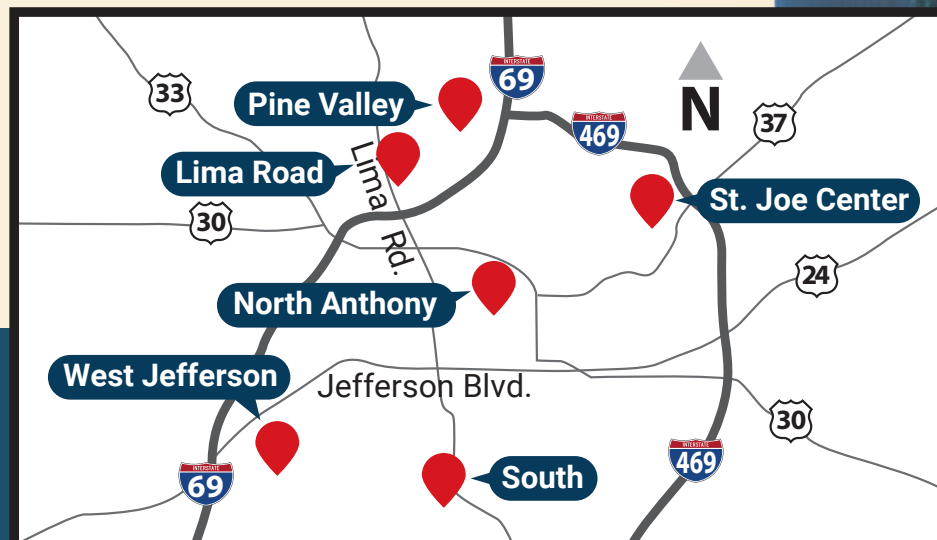 33
Pine Valley
INTERSTATE
69
INTERSTATE
469
N
37
Lima Road
Lima Rd.
St. Joe Center
30
24
North Anthony
West Jefferson
Jefferson Blvd.
30
INTERSTATE
69
South
INTERSTATE
469